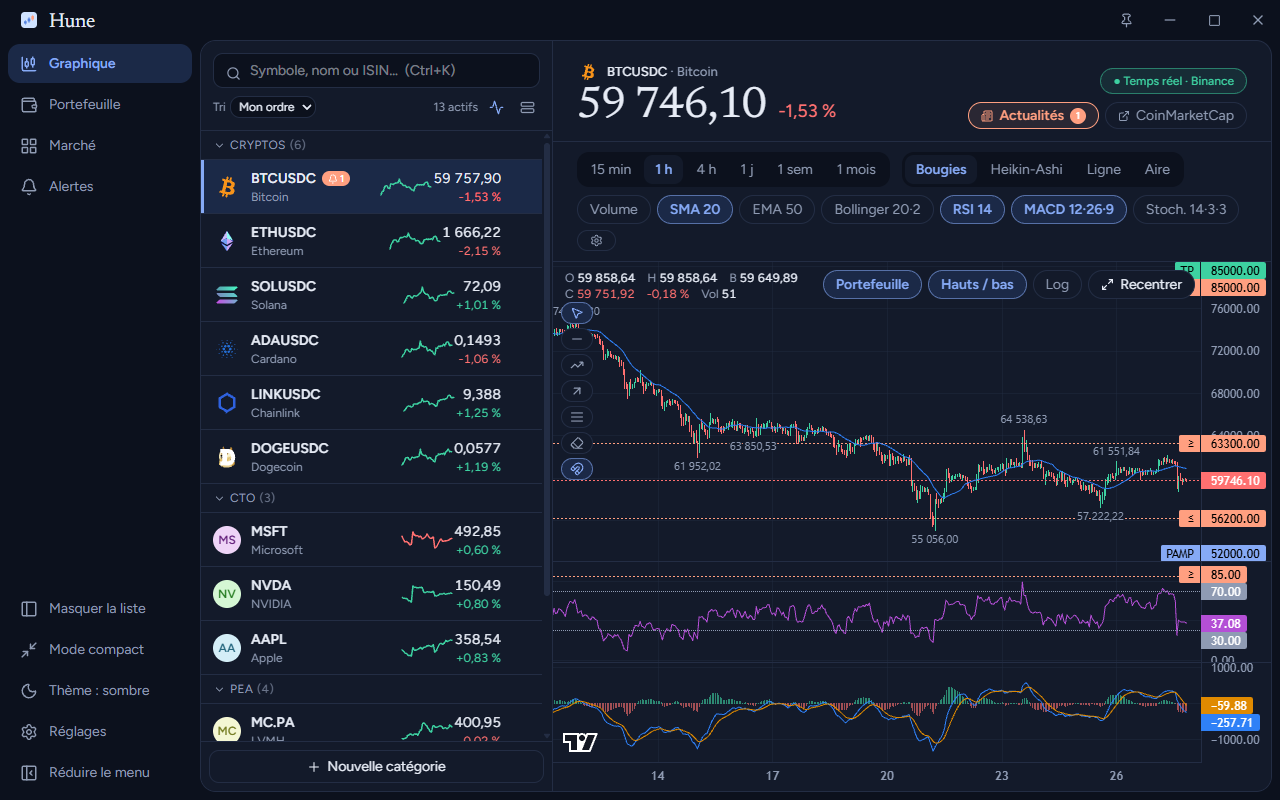 Hune
Graphique
Portefeuille
Marché
Alertes
Masquer la liste
Mode compact
Thème : sombre
Réglages
Réduire le menu
Symbole, nom ou ISIN… (Ctrl+K)
Tri Mon ordre 13 actifs
CRYPTOS (6)
BTCUSDC 1 59 757,90
Bitcoin -1,53 %
ETHUSDC 1 666,22
Ethereum -2,15 %
SOLUSDC 72,09
Solana +1,01 %
ADAUSDC 0,1493
Cardano -1,06 %
LINKUSDC 9,388
Chainlink +1,25 %
DOGEUSDC 0,0577
Dogecoin +1,19 %
CTO (3)
MS MSFT 492,85
Microsoft +0,60 %
NV NVDA 150,49
NVIDIA +0,80 %
AA AAPL 358,54
Apple +0,83 %
PEA (4)
MC MC.PA 400,95
LVMH 0,02 %
+ Nouvelle catégorie
BTCUSDC · Bitcoin
59 746,10 -1,53 %
Temps réel · Binance
Actualités 1 CoinMarketCap
15 min 1 h 4 h 1 j 1 sem 1 mois Bougies Heikin-Ashi Ligne Aire
Volume SMA 20 EMA 50 Bollinger 20·2 RSI 14 MACD 12·26·9 Stoch. 14·3·3
O 59 858,64 H 59 858,64 B 59 649,89
C 59 751,92 -0,18 % Vol 51
Portefeuille Hauts / bas Log Recentrer
TP 85000.00
85000.00
76000.00
72000.00
68000.00
64 538,63
64000.00
≥ 63300.00
63 850,53
61 551,84
61 952,02
59746.10
57 222,22
≤ 56200.00
55 056,00
PAMP 52000.00
≥ 85.00
70.00
37.08
30.00
0.00
1000.00
−59.88
−257.71
−1000.00
14 17 20 23 26